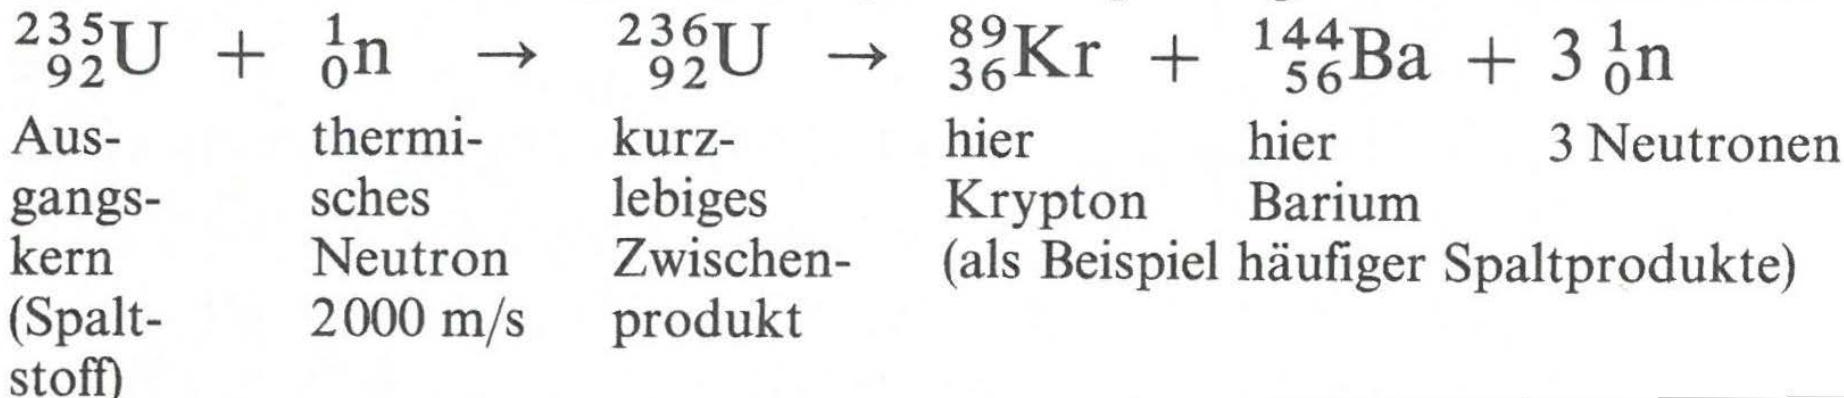 ²³⁵₉₂U + ¹₀n → ²³⁶₉₂U → ⁸⁹₃₆Kr + ¹⁴⁴₅₆Ba + 3 ¹₀n
Aus- thermi- kurz- hier hier 3 Neutronen
gangs- sches lebiges Krypton Barium
kern Neutron Zwischen- (als Beispiel häufiger Spaltprodukte)
(Spalt- 2000 m/s produkt
stoff)